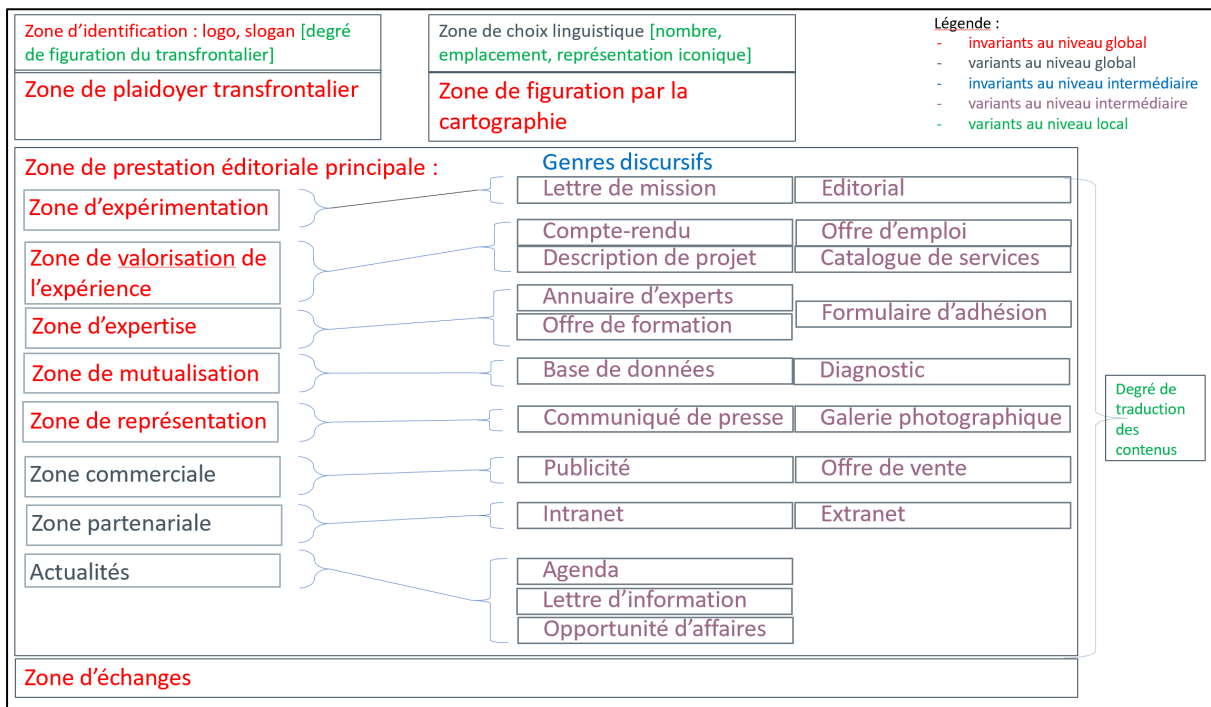 Zone d'identification : logo, slogan [degré
de figuration du transfrontalier]
Zone de choix linguistique [nombre,
emplacement, représentation iconique]
Légende :
- invariants au niveau global
- variants au niveau global
- invariants au niveau intermédiaire
- variants au niveau intermédiaire
- variants au niveau local
Zone de plaidoyer transfrontalier
Zone de figuration par la
cartographie
Zone de prestation éditoriale principale :
Genres discursifs
Zone d'expérimentation
Lettre de mission
Editorial
Zone de valorisation de
l'expérience
Compte-rendu
Offre d'emploi
Description de projet
Catalogue de services
Zone d'expertise
Annuaire d'experts
Offre de formation
Formulaire d'adhésion
Zone de mutualisation
Base de données
Diagnostic
Zone de représentation
Communiqué de presse
Galerie photographique
Zone commerciale
Publicité
Offre de vente
Zone partenariale
Intranet
Extranet
Actualités
Agenda
Lettre d'information
Opportunité d'affaires
Degré de
traduction
des
contenus
Zone d'échanges